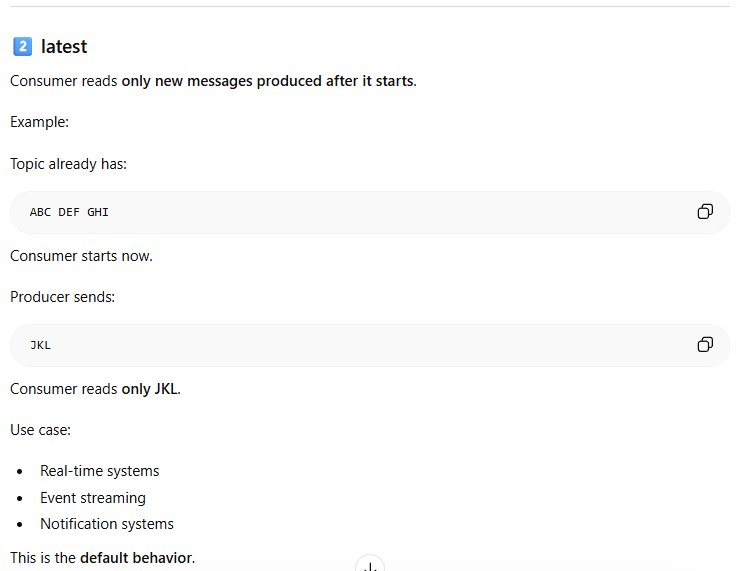 2 latest
Consumer reads only new messages produced after it starts.
Example:
Topic already has:
ABC DEF GHI
Consumer starts now.
Producer sends:
JKL
Consumer reads only JKL.
Use case:
• Real-time systems
• Event streaming
• Notification systems
This is the default behavior.